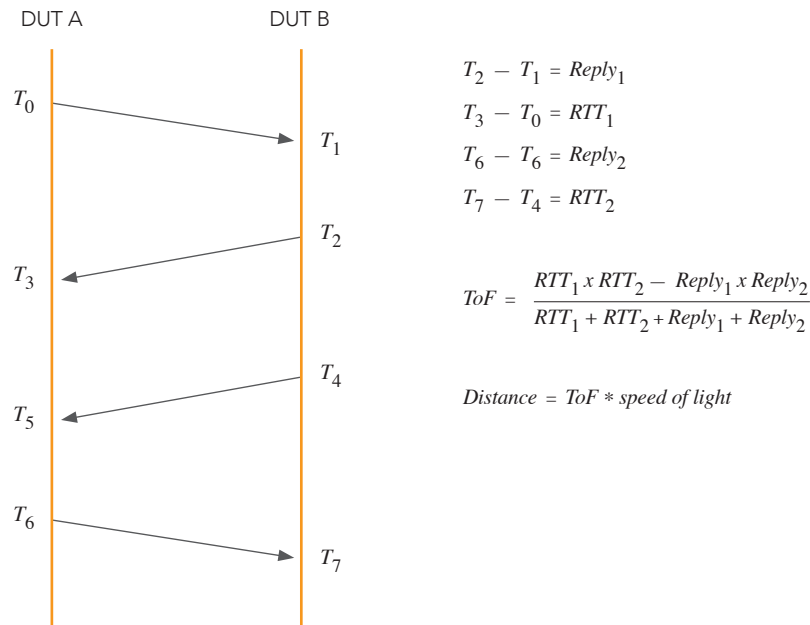 DUT A DUT B
T0
T1
T2
T3
T4
T5
T6
T7
T2 − T1 = Reply1
T3 − T0 = RTT1
T6 − T6 = Reply2
T7 − T4 = RTT2
ToF = RTT1 x RTT2 − Reply1 x Reply2
RTT1 + RTT2 + Reply1 + Reply2
Distance = ToF * speed of light